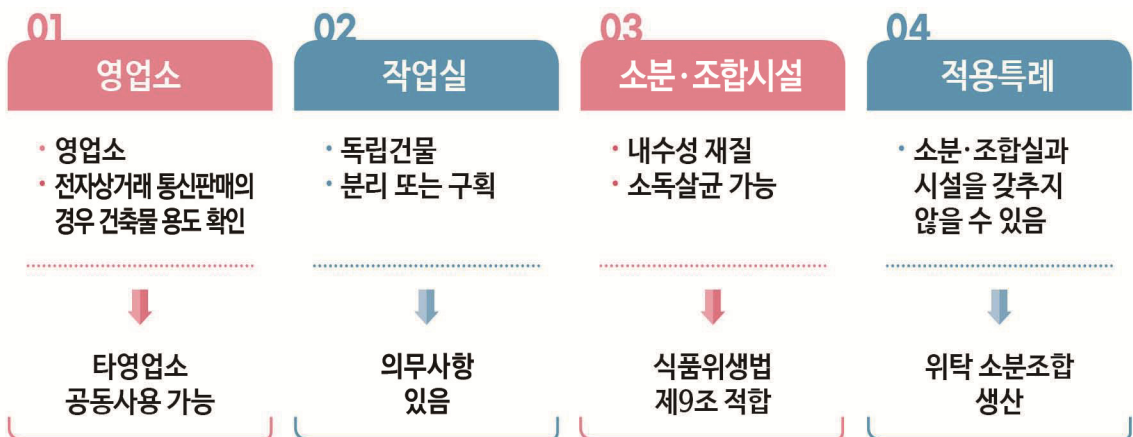 01
영업소
• 영업소
• 전자상거래 통신판매의
경우 건축물 용도 확인
타영업소
공동사용 가능
02
작업실
• 독립건물
• 분리 또는 구획
의무사항
있음
03
소분·조합시설
• 내수성 재질
• 소독살균 가능
식품위생법
제9조 적합
04
적용특례
• 소분·조합실과
시설을 갖추지
않을 수 있음
위탁 소분조합
생산